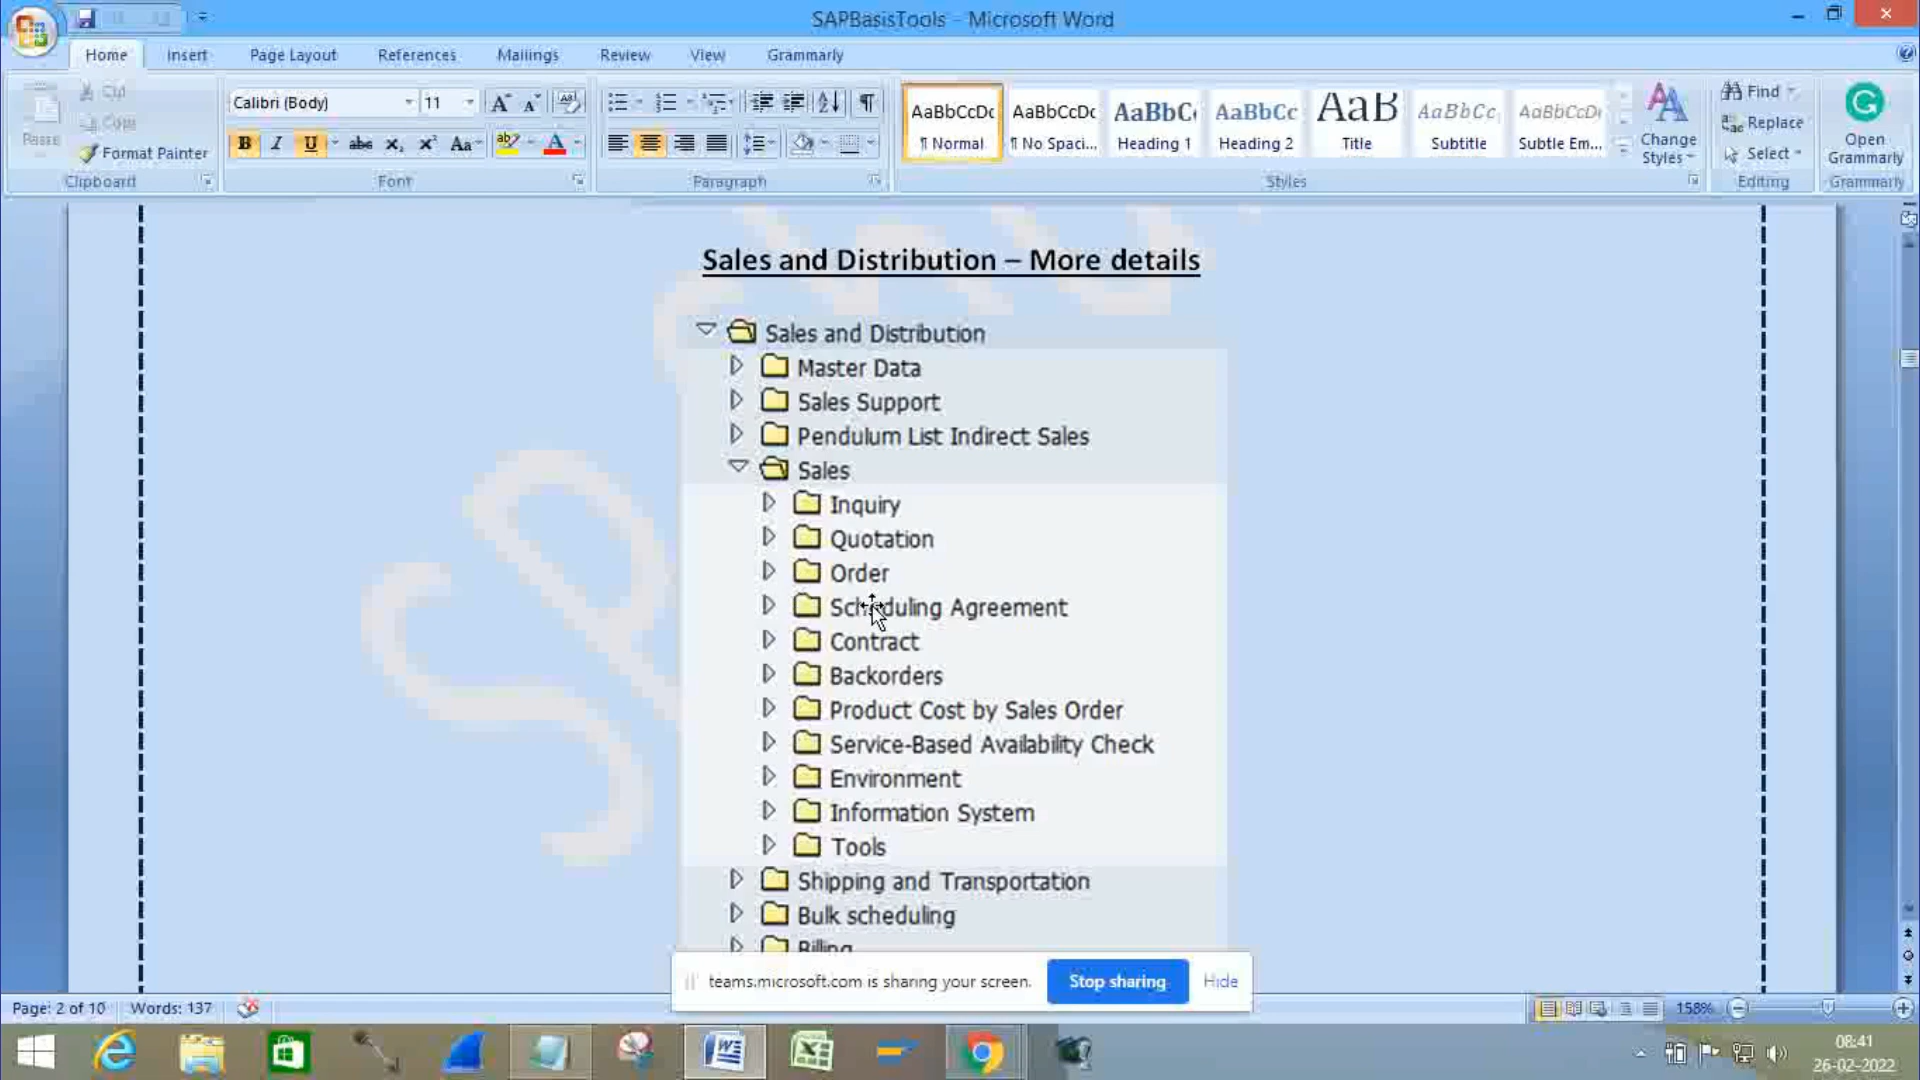 SAPBasisTools - Microsoft Word
Home Insert Page Layout References Mailings Review View Grammarly
Paste
Cut
Copy
Format Painter
Clipboard
Calibri (Body) 11
Font
Paragraph
AaBbCcDc AaBbCcDc AaBbC AaBbCc AaB AaBbCc. AaBbCcDi
¶ Normal ¶ No Spaci... Heading 1 Heading 2 Title Subtitle Subtle Em...
Change Styles
Styles
Find
Replace
Select
Editing
Open Grammarly
Grammarly
Sales and Distribution – More details
Sales and Distribution
Master Data
Sales Support
Pendulum List Indirect Sales
Sales
Inquiry
Quotation
Order
Scheduling Agreement
Contract
Backorders
Product Cost by Sales Order
Service-Based Availability Check
Environment
Information System
Tools
Shipping and Transportation
Bulk scheduling
Billing
teams.microsoft.com is sharing your screen. Stop sharing Hide
Page: 2 of 10 Words: 137 158%
08:41
26-02-2022